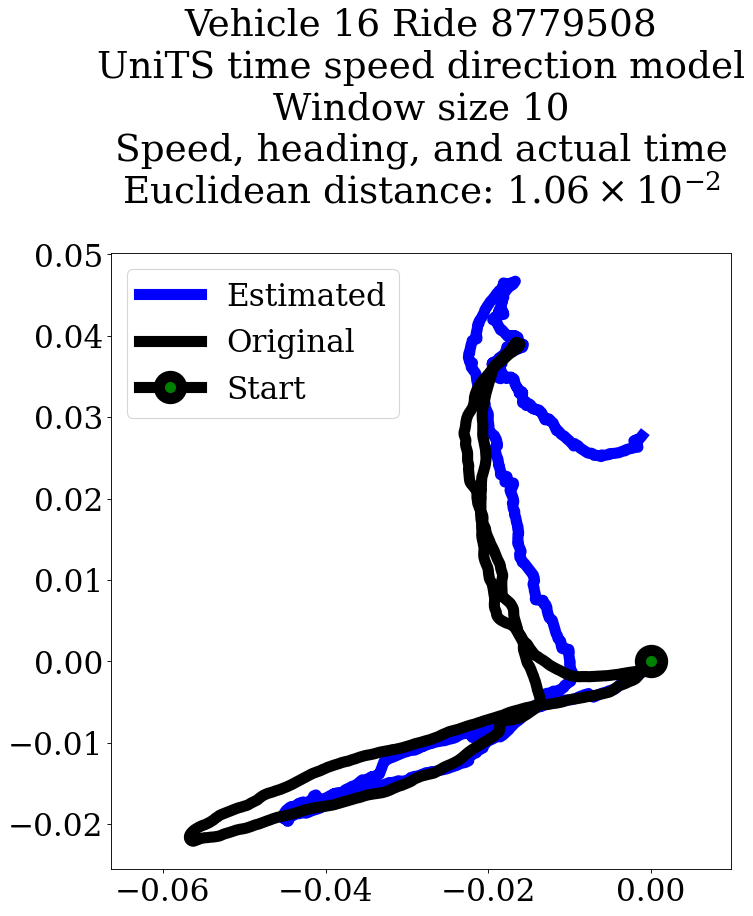 Vehicle 16 Ride 8779508
UniTS time speed direction model
Window size 10
Speed, heading, and actual time
Euclidean distance: 1.06 × 10⁻²
Estimated
Original
Start
0.05
0.04
0.03
0.02
0.01
0.00
−0.01
−0.02
−0.06 −0.04 −0.02 0.00